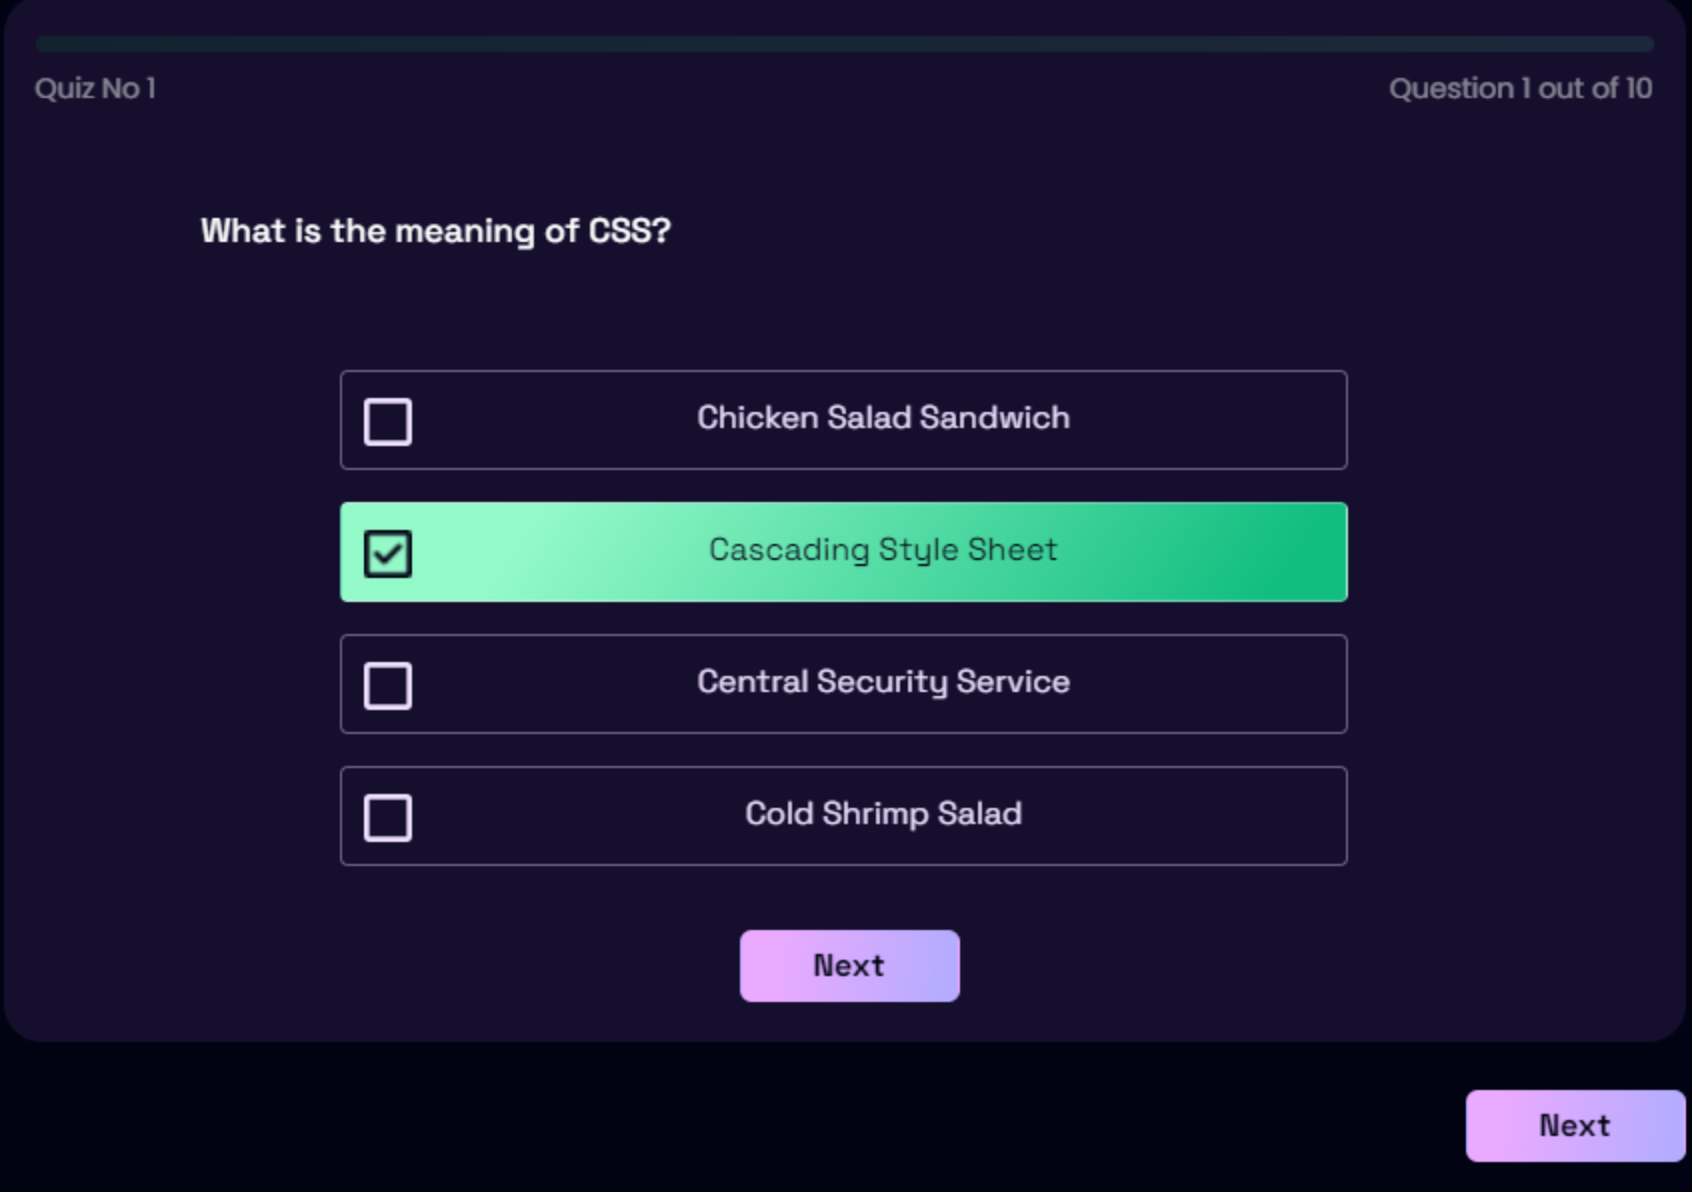 Quiz No 1
Question 1 out of 10
What is the meaning of CSS?
Chicken Salad Sandwich
Cascading Style Sheet
Central Security Service
Cold Shrimp Salad
Next
Next